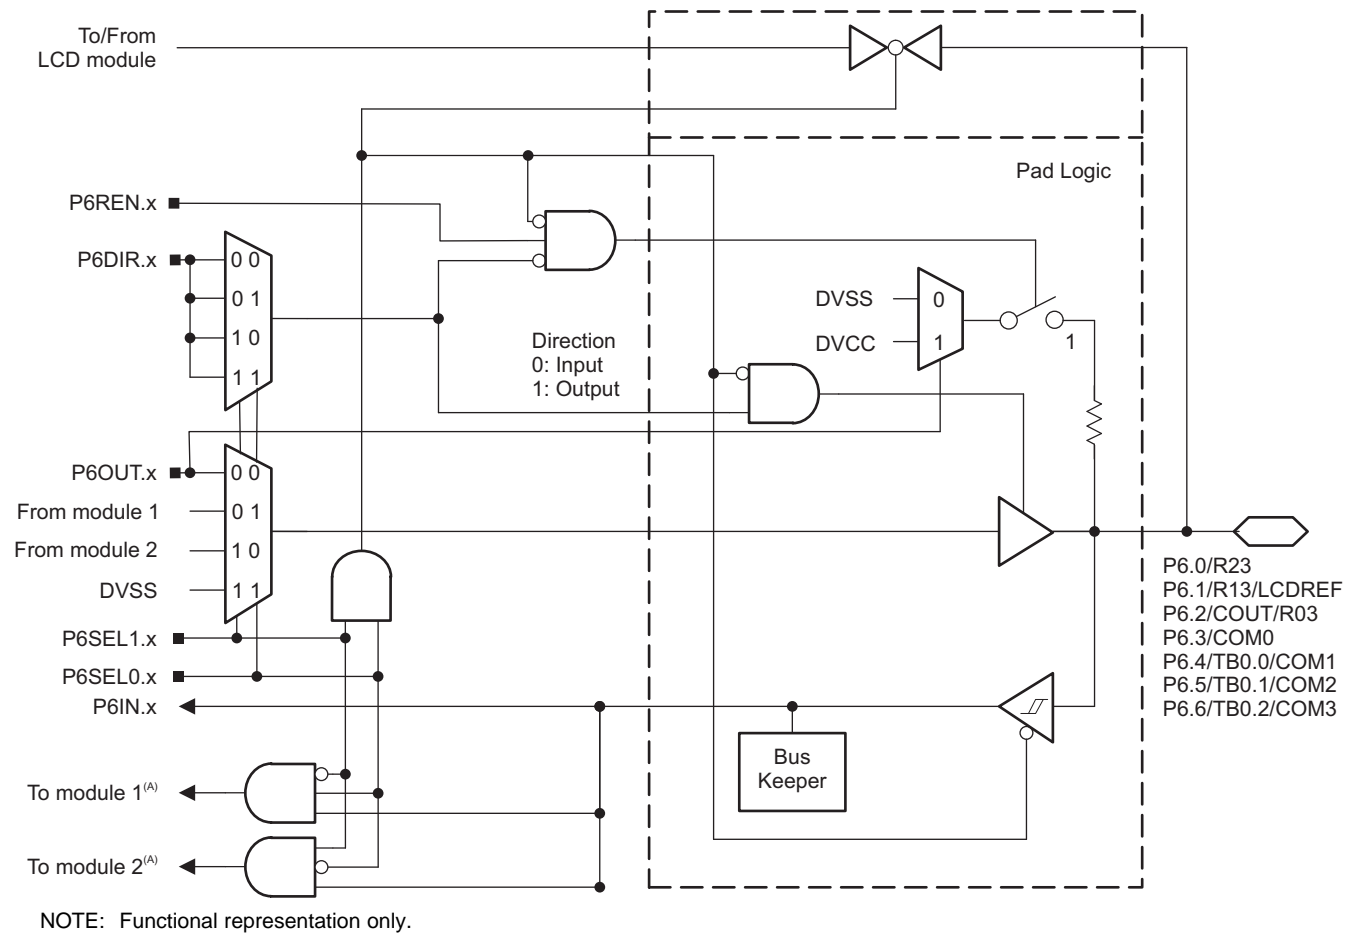 To/From
LCD module
Pad Logic
P6REN.x
P6DIR.x
0 0
0 1
1 0
1 1
Direction
0: Input
1: Output
DVSS
0
DVCC
1
1
P6OUT.x
0 0
From module 1
0 1
From module 2
1 0
DVSS
1 1
P6SEL1.x
P6SEL0.x
P6IN.x
P6.0/R23
P6.1/R13/LCDREF
P6.2/COUT/R03
P6.3/COM0
P6.4/TB0.0/COM1
P6.5/TB0.1/COM2
P6.6/TB0.2/COM3
Bus
Keeper
To module 1(A)
To module 2(A)
NOTE: Functional representation only.